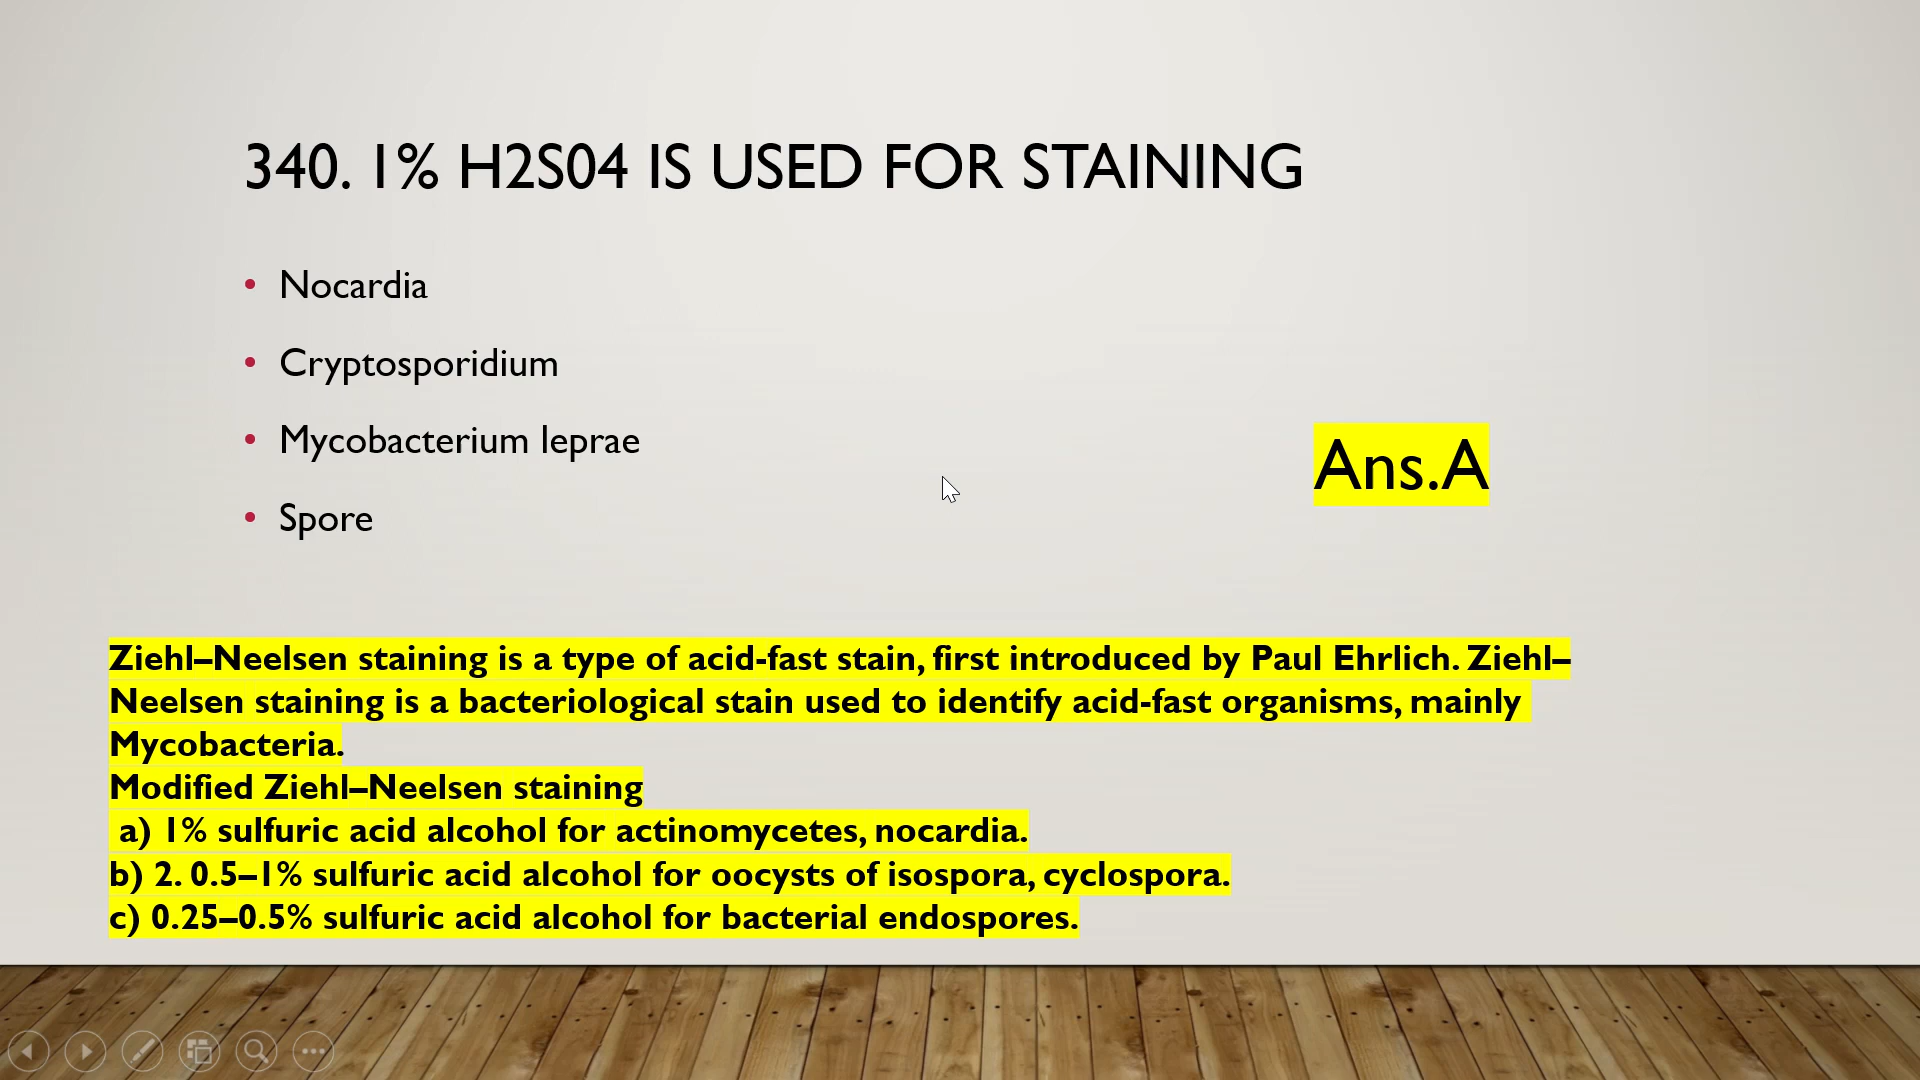 340. 1% H2S04 IS USED FOR STAINING
• Nocardia
• Cryptosporidium
• Mycobacterium leprae
• Spore
Ans.A
Ziehl–Neelsen staining is a type of acid-fast stain, first introduced by Paul Ehrlich. Ziehl–
Neelsen staining is a bacteriological stain used to identify acid-fast organisms, mainly
Mycobacteria.
Modified Ziehl–Neelsen staining
a) 1% sulfuric acid alcohol for actinomycetes, nocardia.
b) 2. 0.5–1% sulfuric acid alcohol for oocysts of isospora, cyclospora.
c) 0.25–0.5% sulfuric acid alcohol for bacterial endospores.